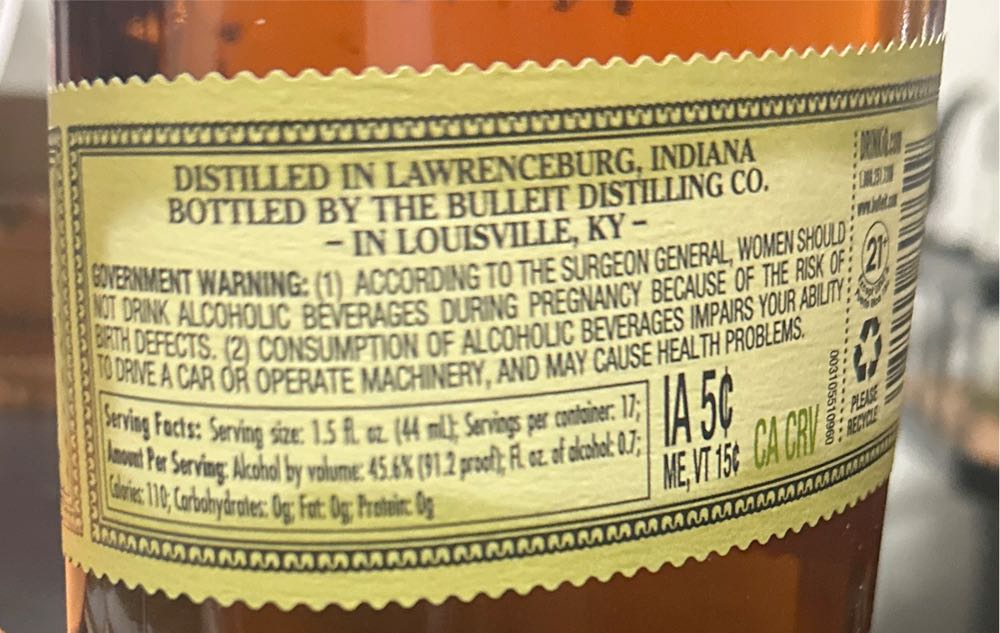 DISTILLED IN LAWRENCEBURG, INDIANA
BOTTLED BY THE BULLEIT DISTILLING CO.
- IN LOUISVILLE, KY -
GOVERNMENT WARNING: (1) ACCORDING TO THE SURGEON GENERAL, WOMEN SHOULD
NOT DRINK ALCOHOLIC BEVERAGES DURING PREGNANCY BECAUSE OF THE RISK OF
BIRTH DEFECTS. (2) CONSUMPTION OF ALCOHOLIC BEVERAGES IMPAIRS YOUR ABILITY
TO DRIVE A CAR OR OPERATE MACHINERY, AND MAY CAUSE HEALTH PROBLEMS.
Serving Facts: Serving size: 1.5 fl. oz. (44 mL); Servings per container: 17;
Amount Per Serving: Alcohol by volume: 45.6% (91.2 proof); Fl. oz. of alcohol: 0.7;
Calories: 110; Carbohydrates: 0g; Fat: 0g; Protein: 0g
IA 5¢
ME, VT 15¢
CA CRV
003105510960
DRINKiQ.com
www.bulleit.com
21+
PLEASE
RECYCLE